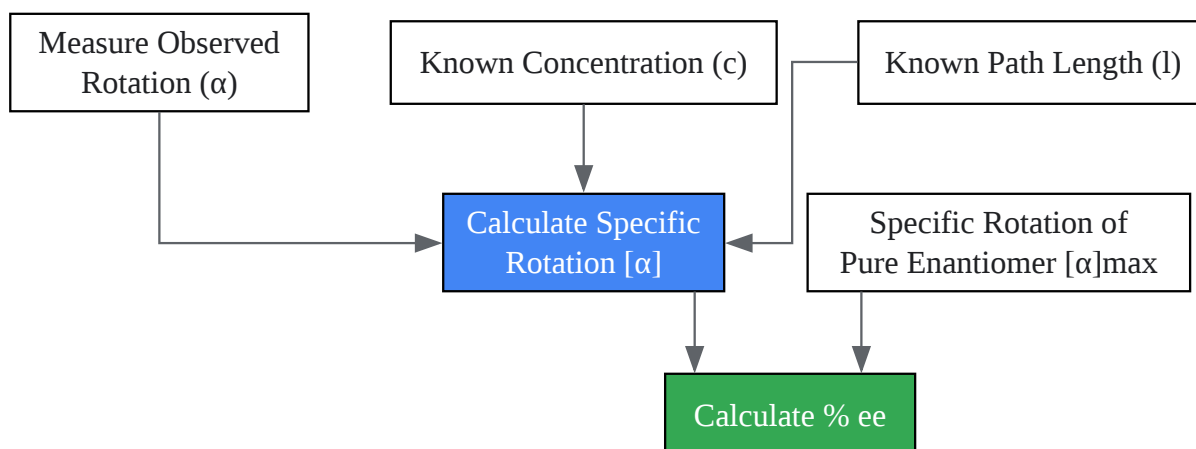 Measure Observed
Rotation (α)
Known Concentration (c)
Known Path Length (l)
Calculate Specific
Rotation [α]
Specific Rotation of
Pure Enantiomer [α]max
Calculate % ee